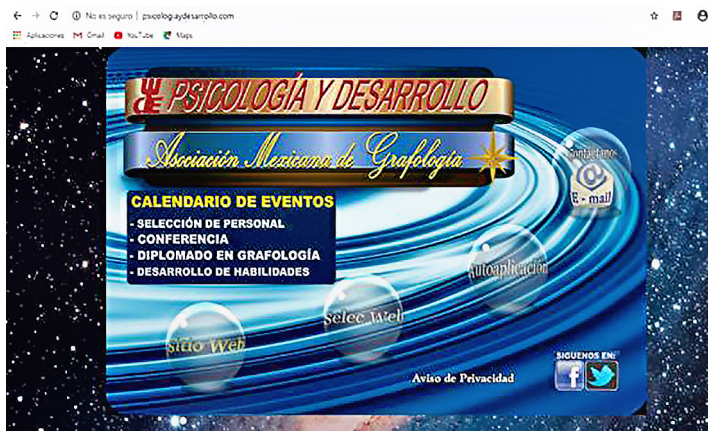 No es seguro | psicologiaydesarrollo.com
Aplicaciones Gmail YouTube Maps
PSICOLOGÍA Y DESARROLLO
Asociación Mexicana de Grafología
Contáctanos
@
E - mail
CALENDARIO DE EVENTOS
- SELECCIÓN DE PERSONAL
- CONFERENCIA
- DIPLOMADO EN GRAFOLOGÍA
- DESARROLLO DE HABILIDADES
Autoaplicación
Selec Web
Sitio Web
SIGUENOS EN:
Aviso de Privacidad